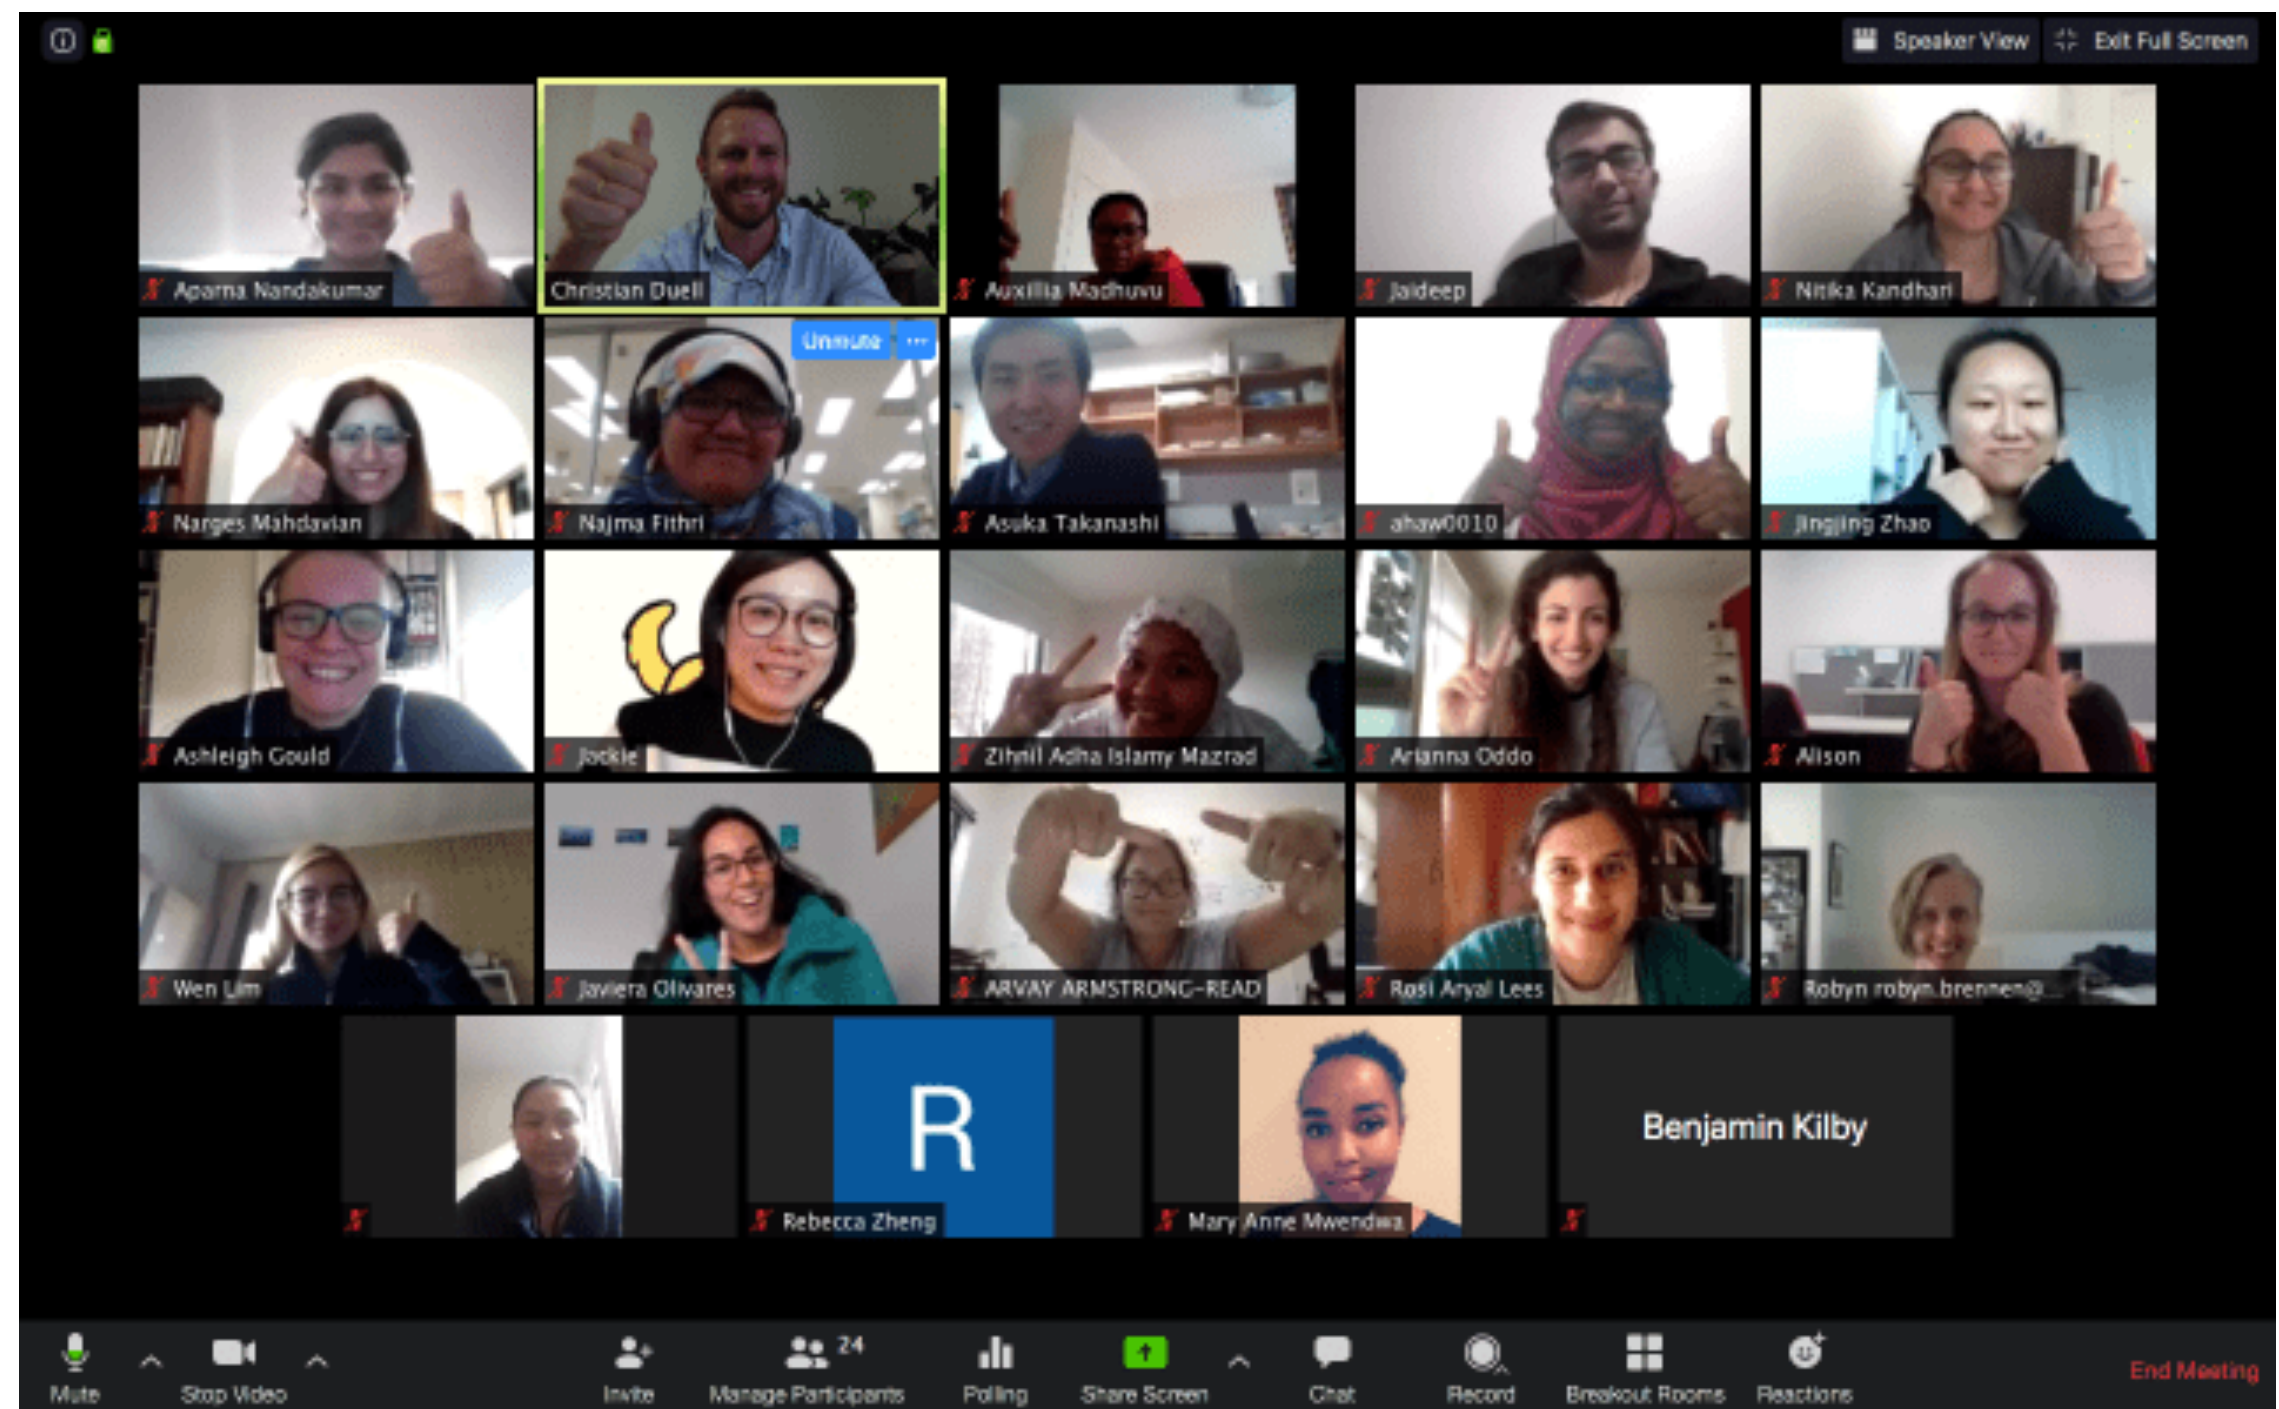 Speaker View
Exit Full Screen
Aparna Nandakumar
Christian Duell
Auxillia Madhuvu
Jaideep
Nitika Kandhari
Unmute
Narges Mahdavian
Najma Fithri
Asuka Takanashi
ahaw0010
Jingjing Zhao
Ashleigh Gould
Jackie
Zihnil Adha Islamy Mazrad
Arianna Oddo
Alison
Wen Lim
Javiera Olivares
ARVAY ARMSTRONG-READ
Rosi Aryal Lees
Robyn robyn.brennen@...
R
Rebecca Zheng
Mary Anne Mwendwa
Benjamin Kilby
24
Mute
Stop Video
Invite
Manage Participants
Polling
Share Screen
Chat
Record
Breakout Rooms
Reactions
End Meeting